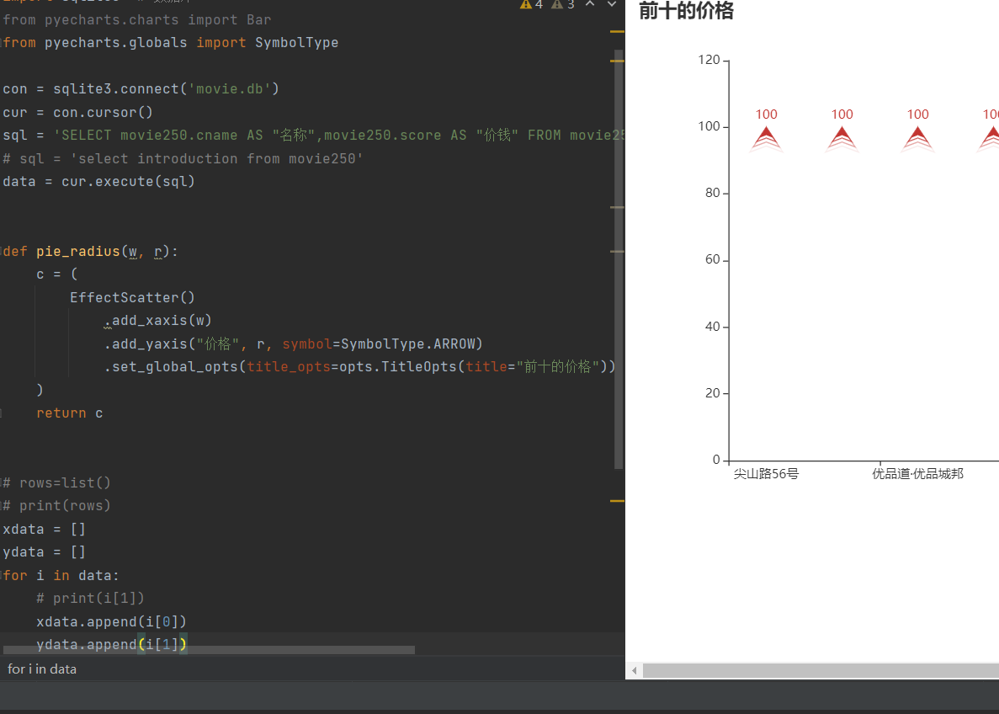 from pyecharts.charts import Bar
from pyecharts.globals import SymbolType
con = sqlite3.connect('movie.db')
cur = con.cursor()
sql = 'SELECT movie250.cname AS "名称",movie250.score AS "价钱" FROM movie25
# sql = 'select introduction from movie250'
data = cur.execute(sql)
def pie_radius(w, r):
c = (
EffectScatter()
.add_xaxis(w)
.add_yaxis("价格", r, symbol=SymbolType.ARROW)
.set_global_opts(title_opts=opts.TitleOpts(title="前十的价格"))
)
return c
# rows=list()
# print(rows)
xdata = []
ydata = []
for i in data:
# print(i[1])
xdata.append(i[0])
ydata.append(i[1])
for i in data
4 3
前十的价格
120
100 100 100 100
100
80
60
40
20
0
尖山路56号 优品道·优品城邦